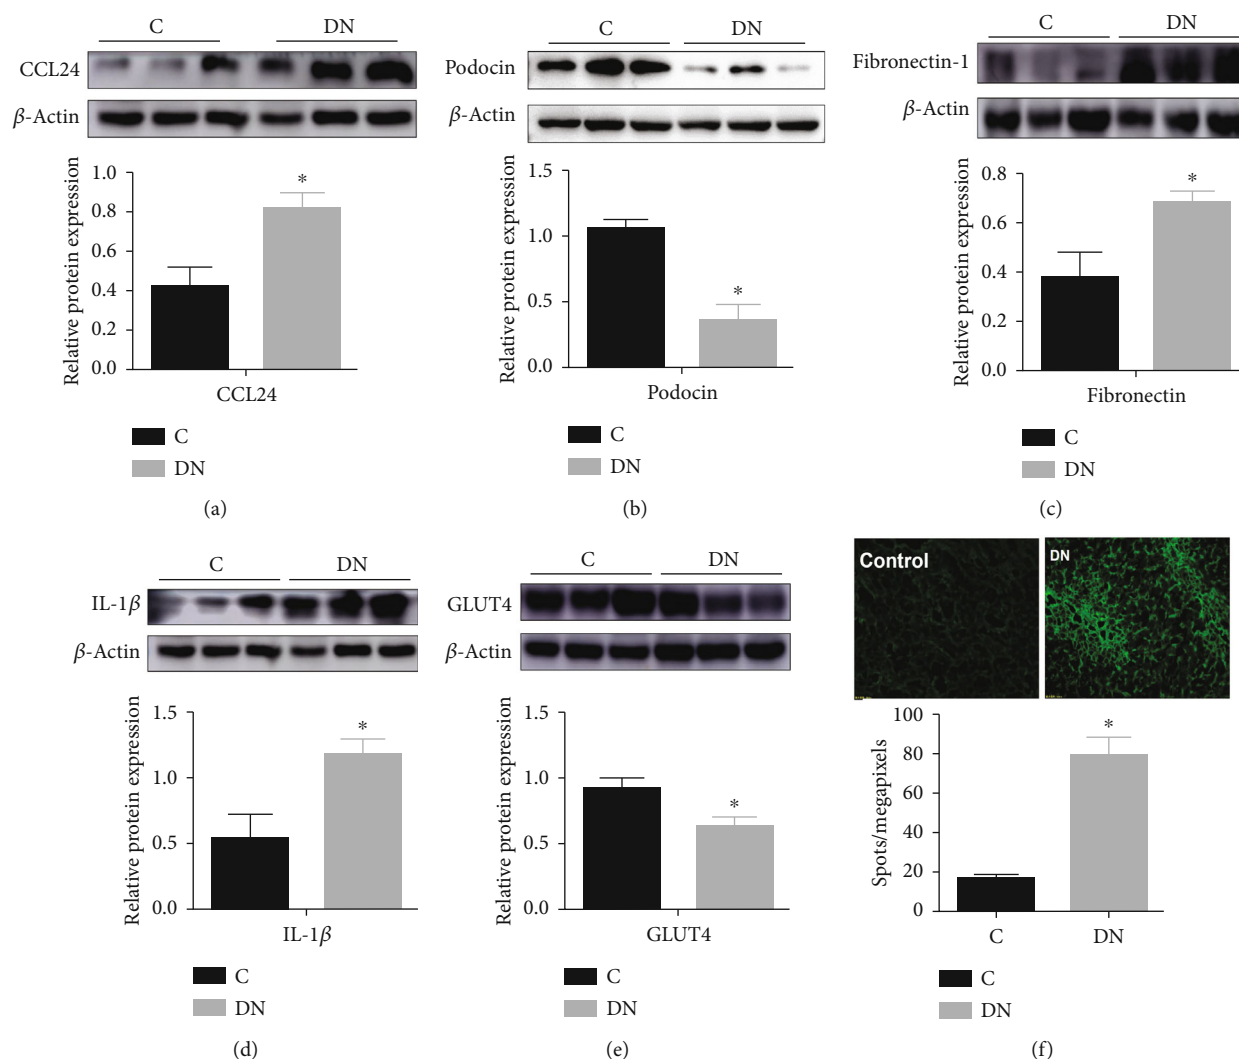 C DN
CCL24
β-Actin
Relative protein expression
1.0
0.8
0.6
0.4
0.2
0.0
*
CCL24
C
DN
(a)
C DN
Podocin
β-Actin
Relative protein expression
1.5
1.0
0.5
0.0
*
Podocin
C
DN
(b)
C DN
Fibronectin-1
β-Actin
Relative protein expression
0.8
0.6
0.4
0.2
0.0
*
Fibronectin
C
DN
(c)
C DN
IL-1β
β-Actin
Relative protein expression
1.5
1.0
0.5
0.0
*
IL-1β
C
DN
(d)
C DN
GLUT4
β-Actin
Relative protein expression
1.5
1.0
0.5
0.0
*
GLUT4
C
DN
(e)
Control
DN
Spots/megapixels
100
80
60
40
20
0
*
C DN
C
DN
(f)